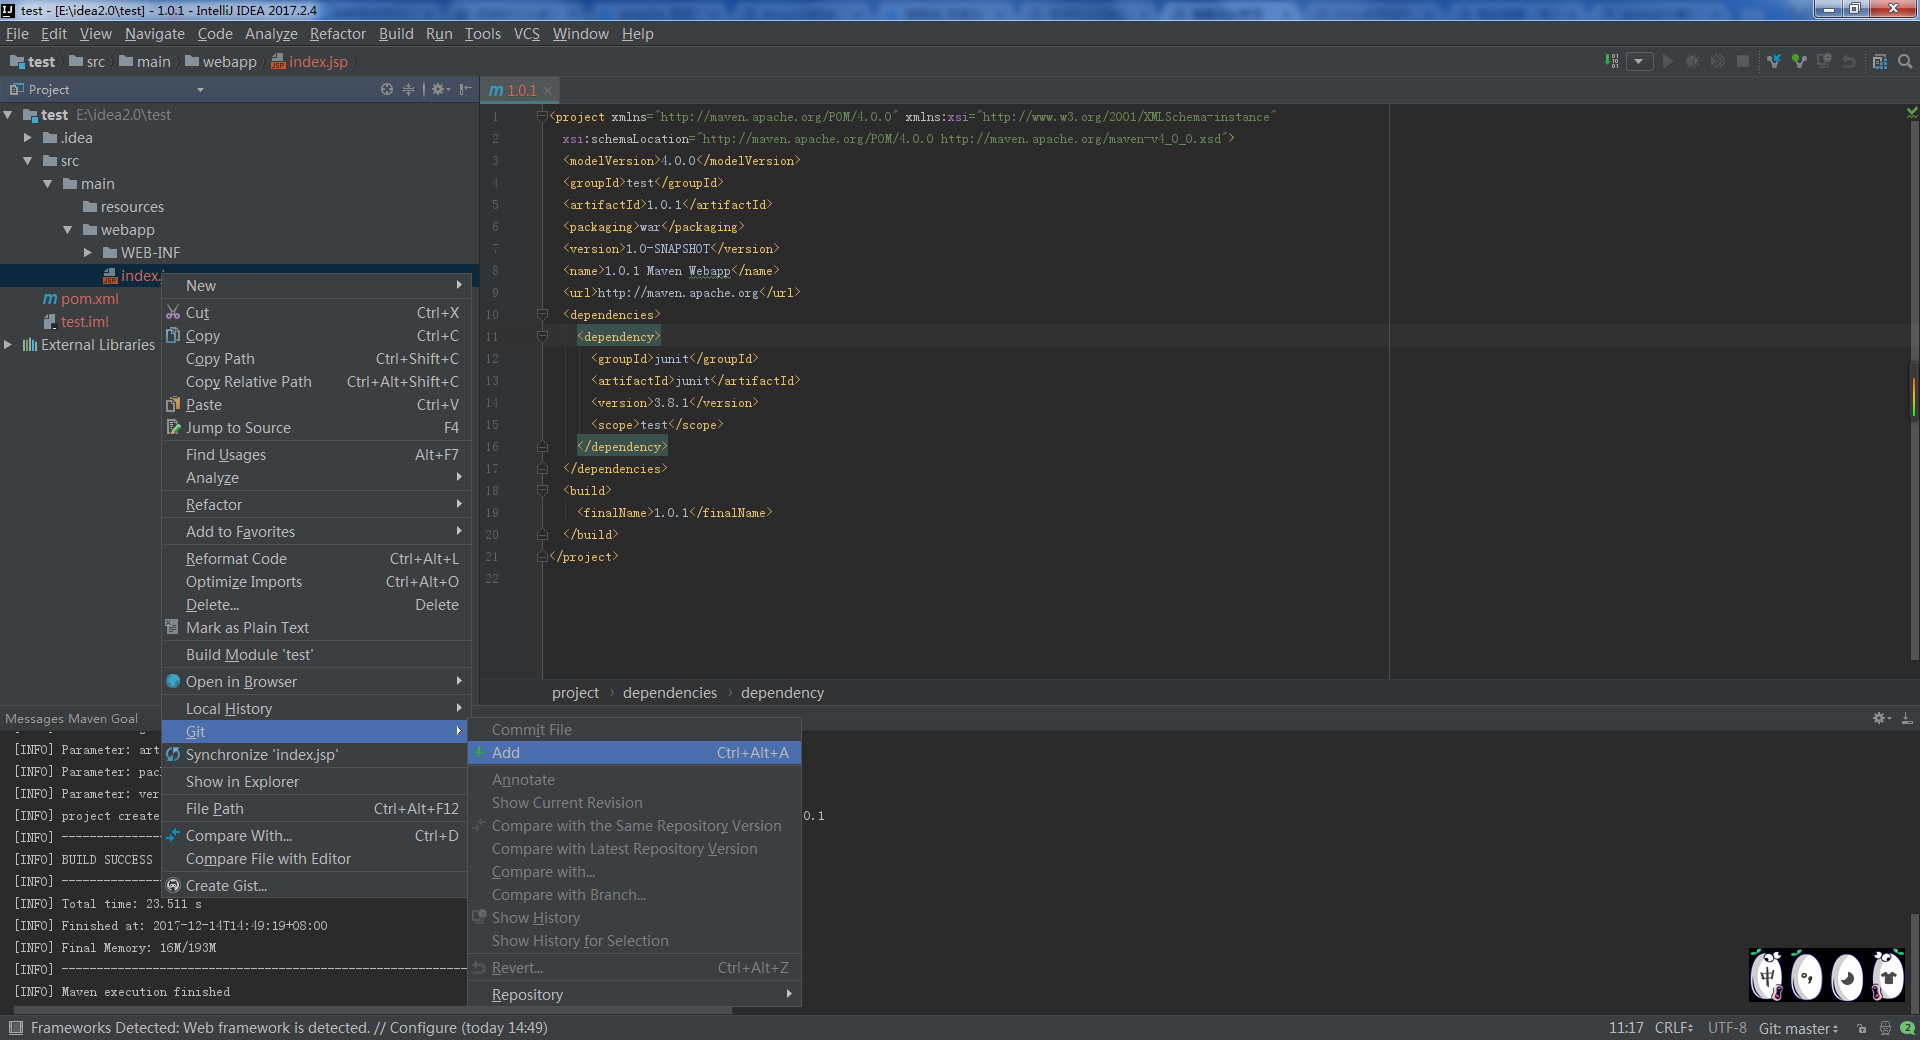 test - [E:\idea2.0\test] - 1.0.1 - IntelliJ IDEA 2017.2.4
File Edit View Navigate Code Analyze Refactor Build Run Tools VCS Window Help
test src main webapp index.jsp
Project
test E:\idea2.0\test
.idea
src
main
resources
webapp
WEB-INF
index.
pom.xml
test.iml
External Libraries
New
Cut Ctrl+X
Copy Ctrl+C
Copy Path Ctrl+Shift+C
Copy Relative Path Ctrl+Alt+Shift+C
Paste Ctrl+V
Jump to Source F4
Find Usages Alt+F7
Analyze
Refactor
Add to Favorites
Reformat Code Ctrl+Alt+L
Optimize Imports Ctrl+Alt+O
Delete... Delete
Mark as Plain Text
Build Module 'test'
Open in Browser
Local History
Git
Synchronize 'index.jsp'
Show in Explorer
File Path Ctrl+Alt+F12
Compare With... Ctrl+D
Compare File with Editor
Create Gist...
Commit File
Add Ctrl+Alt+A
Annotate
Show Current Revision
Compare with the Same Repository Version
Compare with Latest Repository Version
Compare with...
Compare with Branch...
Show History
Show History for Selection
Revert... Ctrl+Alt+Z
Repository
m 1.0.1
1 <project xmlns="http://maven.apache.org/POM/4.0.0" xmlns:xsi="http://www.w3.org/2001/XMLSchema-instance"
2 xsi:schemaLocation="http://maven.apache.org/POM/4.0.0 http://maven.apache.org/maven-v4_0_0.xsd">
3 <modelVersion>4.0.0</modelVersion>
4 <groupId>test</groupId>
5 <artifactId>1.0.1</artifactId>
6 <packaging>war</packaging>
7 <version>1.0-SNAPSHOT</version>
8 <name>1.0.1 Maven Webapp</name>
9 <url>http://maven.apache.org</url>
10 <dependencies>
11 <dependency>
12 <groupId>junit</groupId>
13 <artifactId>junit</artifactId>
14 <version>3.8.1</version>
15 <scope>test</scope>
16 </dependency>
17 </dependencies>
18 <build>
19 <finalName>1.0.1</finalName>
20 </build>
21 </project>
22
project › dependencies › dependency
Messages Maven Goal
[INFO] Parameter: art
[INFO] Parameter: pac
[INFO] Parameter: ver
[INFO] project create 0.1
[INFO] --------------
[INFO] BUILD SUCCESS
[INFO] --------------
[INFO] Total time: 23.511 s
[INFO] Finished at: 2017-12-14T14:49:19+08:00
[INFO] Final Memory: 16M/193M
[INFO] ----------------------------------------------------------
[INFO] Maven execution finished
中
Frameworks Detected: Web framework is detected. // Configure (today 14:49)
11:17 CRLF UTF-8 Git: master 2